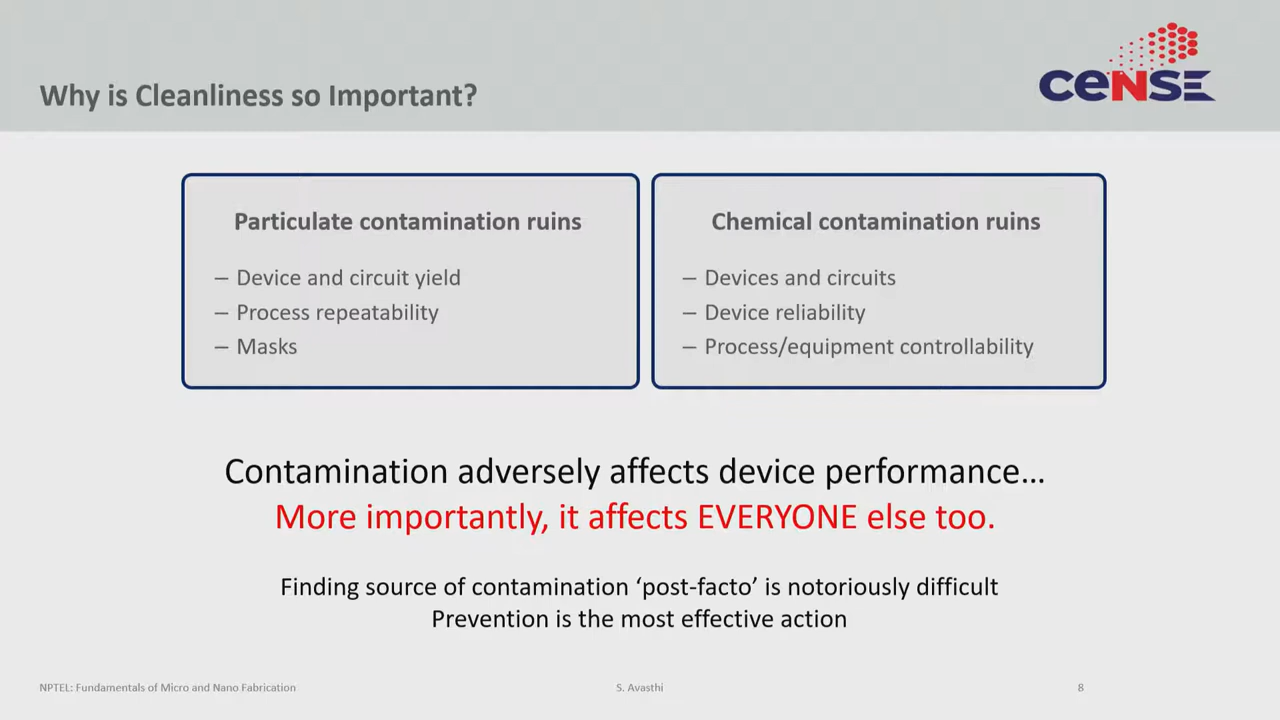 Why is Cleanliness so Important?
ceNSE
Particulate contamination ruins
– Device and circuit yield
– Process repeatability
– Masks
Chemical contamination ruins
– Devices and circuits
– Device reliability
– Process/equipment controllability
Contamination adversely affects device performance…
More importantly, it affects EVERYONE else too.
Finding source of contamination ‘post-facto’ is notoriously difficult
Prevention is the most effective action
NPTEL: Fundamentals of Micro and Nano Fabrication
S. Avasthi
8